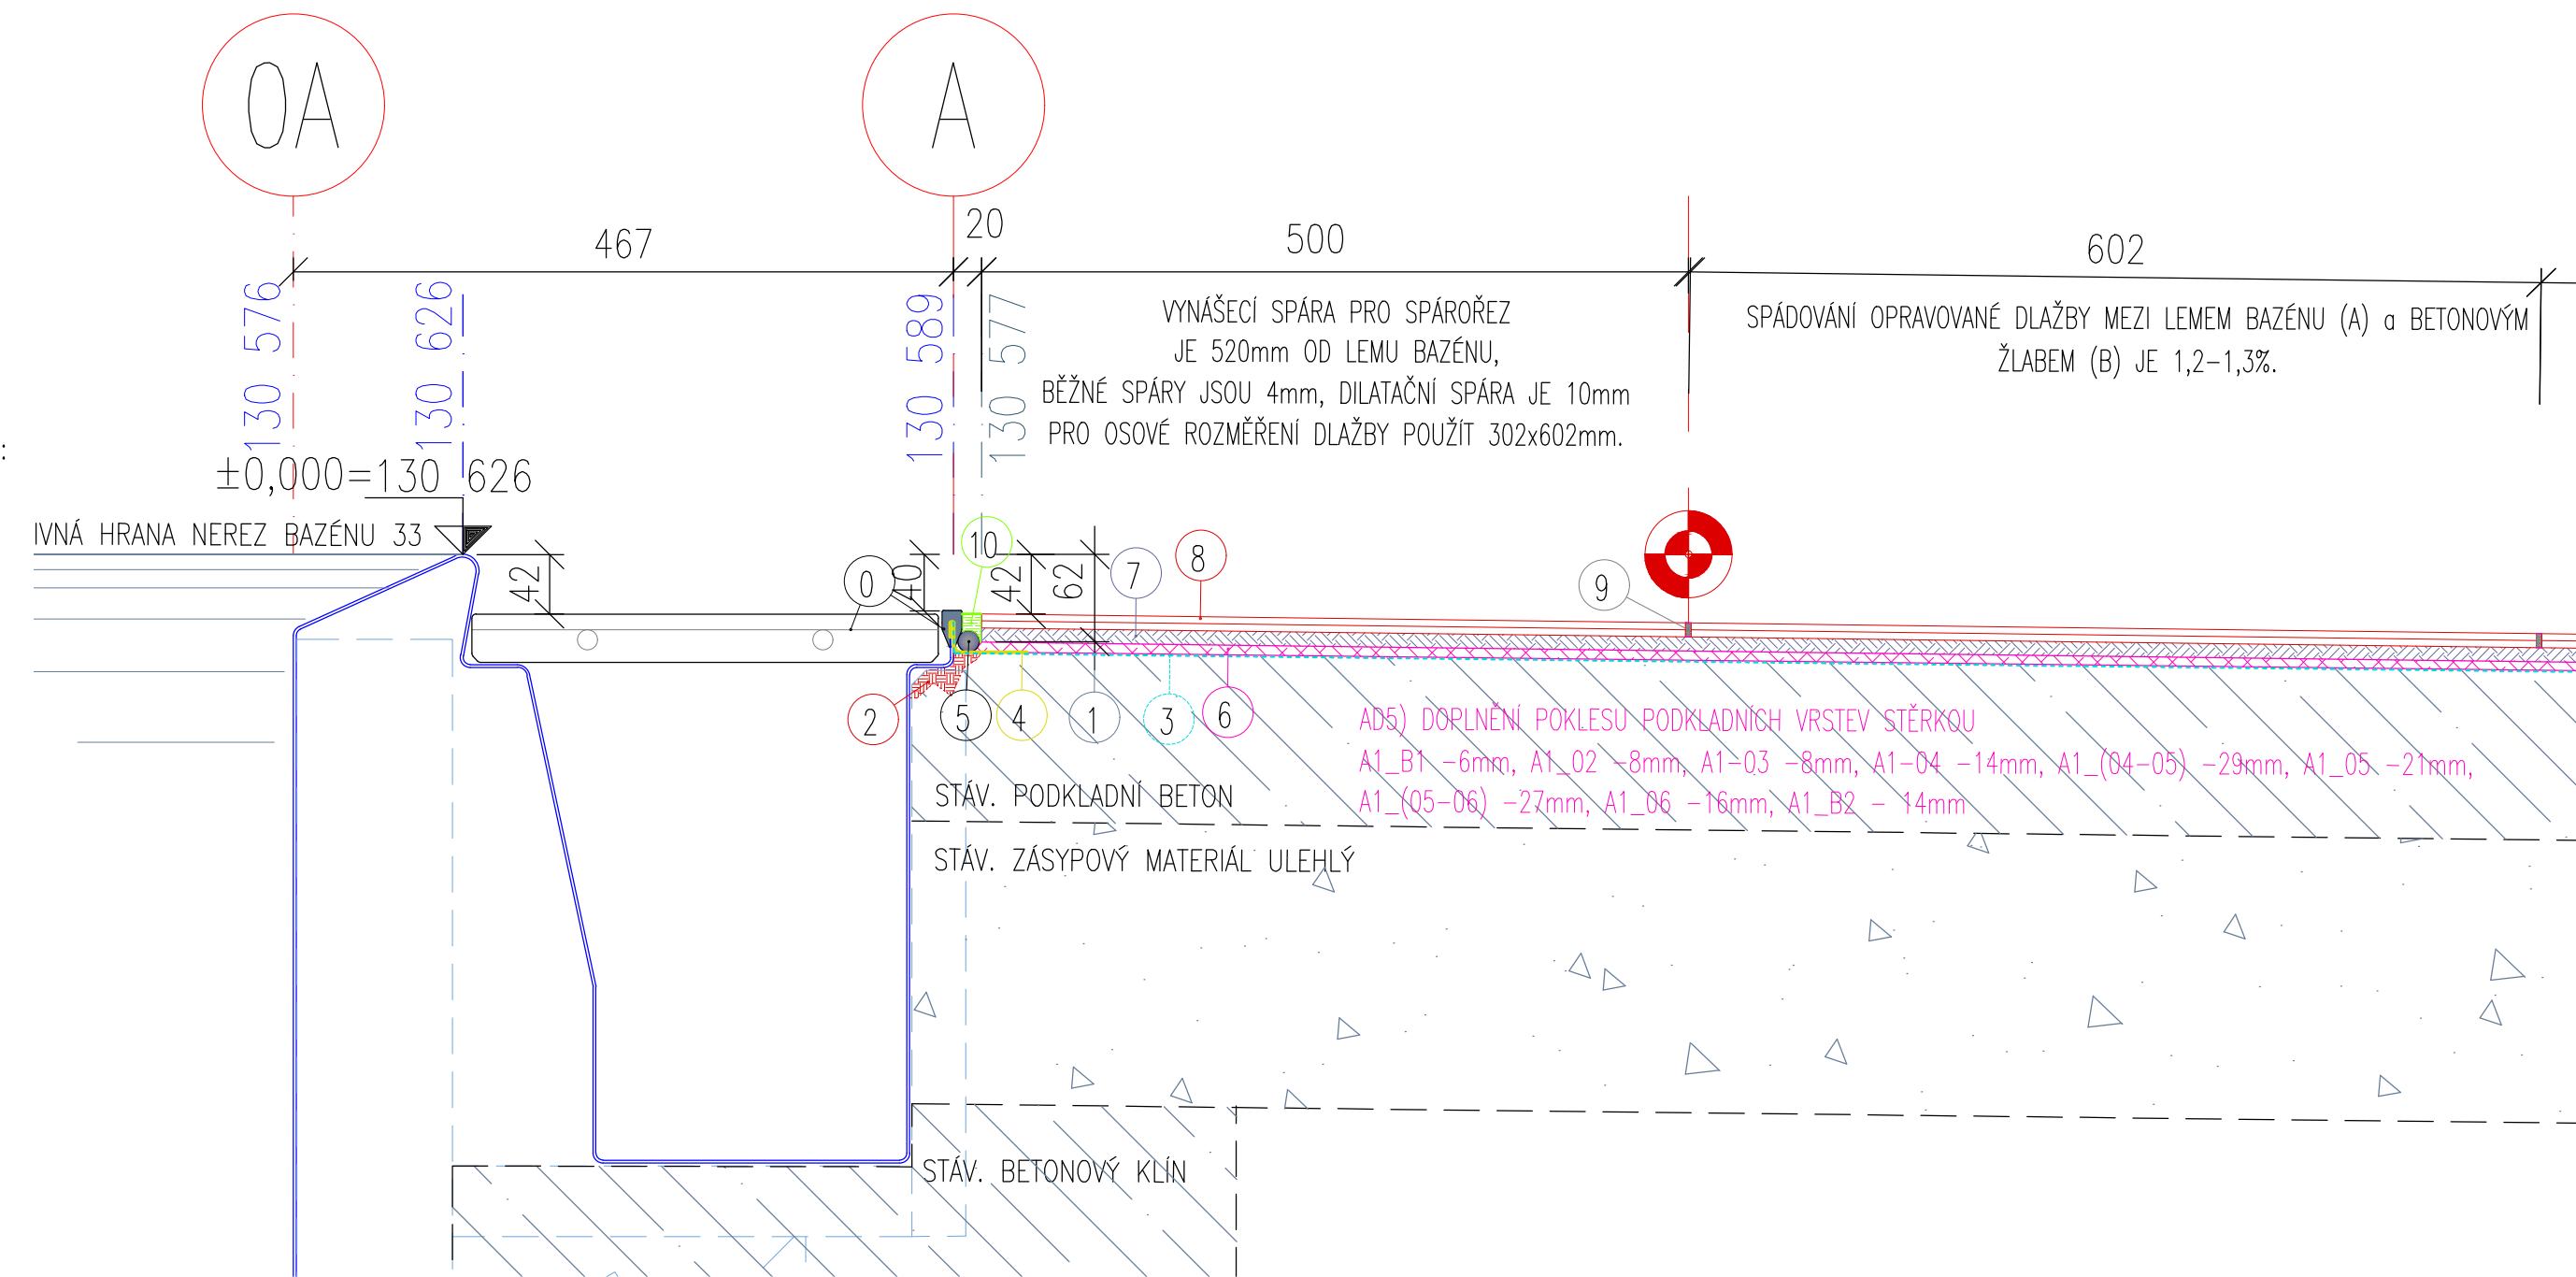 0A
A
20
467
500
602
130 576
130 626
130 589
130 577
VYNÁŠECÍ SPÁRA PRO SPÁROŘEZ
JE 520mm OD LEMU BAZÉNU,
BĚŽNÉ SPÁRY JSOU 4mm, DILATAČNÍ SPÁRA JE 10mm
PRO OSOVÉ ROZMĚŘENÍ DLAŽBY POUŽÍT 302x602mm.
SPÁDOVÁNÍ OPRAVOVANÉ DLAŽBY MEZI LEMEM BAZÉNU (A) a BETONOVÝM
ŽLABEM (B) JE 1,2-1,3%.
:
±0,000=130 626
IVNÁ HRANA NEREZ BAZÉNU 33
42
0
40
10
42
62
7
8
9
2
5
4
1
3
6
AD5) DOPLNĚNÍ POKLESU PODKLADNÍCH VRSTEV STĚRKOU
A1_B1 -6mm, A1_02 -8mm, A1-03 -8mm, A1-04 -14mm, A1_(04-05) -29mm, A1_05 -21mm,
A1_(05-06) -27mm, A1_06 -16mm, A1_B2 - 14mm
STÁV. PODKLADNÍ BETON
STÁV. ZÁSYPOVÝ MATERIÁL ULEHLÝ
STÁV. BETONOVÝ KLÍN